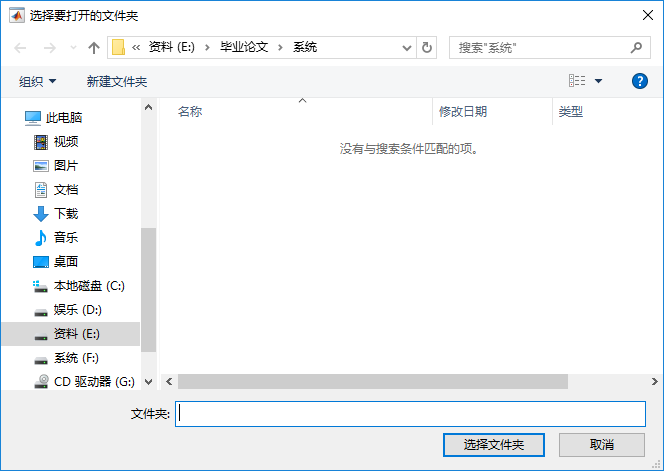 选择要打开的文件夹
« 资料 (E:) › 毕业论文 › 系统
搜索"系统"
组织 新建文件夹
名称 修改日期 类型
没有与搜索条件匹配的项。
此电脑
视频
图片
文档
下载
音乐
桌面
本地磁盘 (C:)
娱乐 (D:)
资料 (E:)
系统 (F:)
CD 驱动器 (G:)
文件夹:
选择文件夹 取消